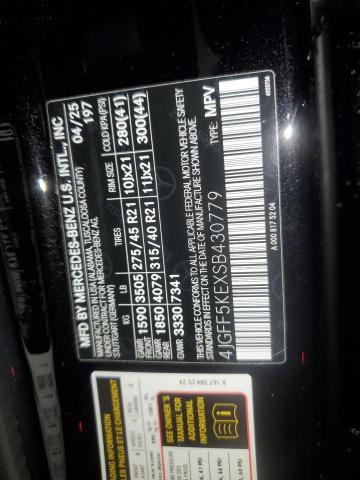 MFD BY MERCEDES-BENZ U.S. INTL., INC
MANUFACTURED IN USA (ALABAMA, TUSCALOOSA COUNTY)
UNDER CONTRACT FOR MERCEDES-BENZ AG,
STUTTGART/GERMANY
04/25
197
KG LB TIRES RIM SIZE COLD KPA(PSI)
GAWR FRONT 1590 3505 275/45 R21 10Jx21 280(41)
GAWR REAR 1850 4079 315/40 R21 11Jx21 300(44)
GVWR 3330 7341
VEHICLE CONFORMS TO ALL APPLICABLE FEDERAL MOTOR VEHICLE SAFETY
STANDARDS IN EFFECT ON THE DATE OF MANUFACTURE SHOWN ABOVE.
4JGFF5KEXSB430779
TYPE: MPV
A 000 817 52 04
A 167 584 25 24
SEE OWNER'S
MANUAL FOR
ADDITIONAL
INFORMATION